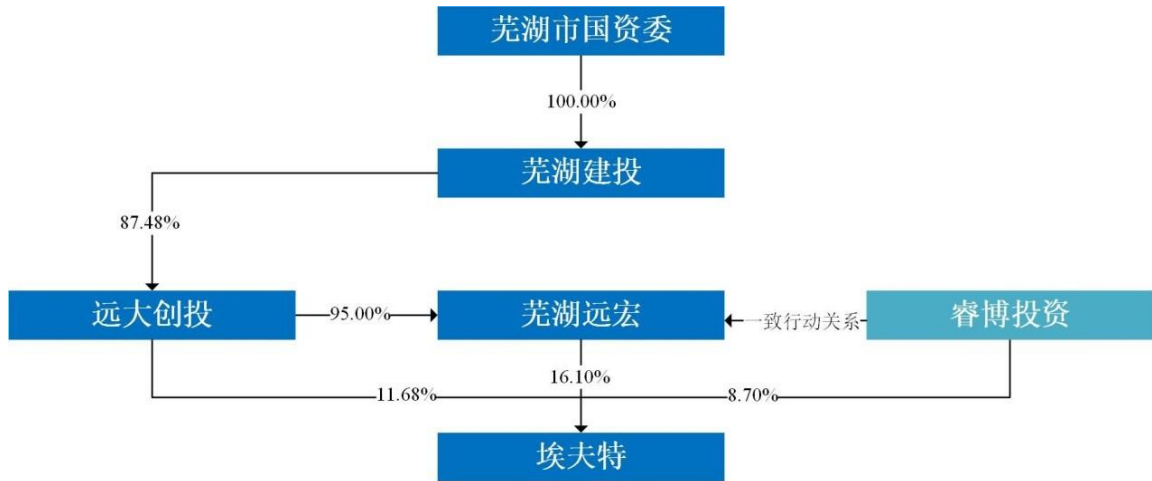 芜湖市国资委
100.00%
芜湖建投
87.48%
远大创投
95.00%
芜湖远宏
一致行动关系
睿博投资
16.10%
11.68%
8.70%
埃夫特